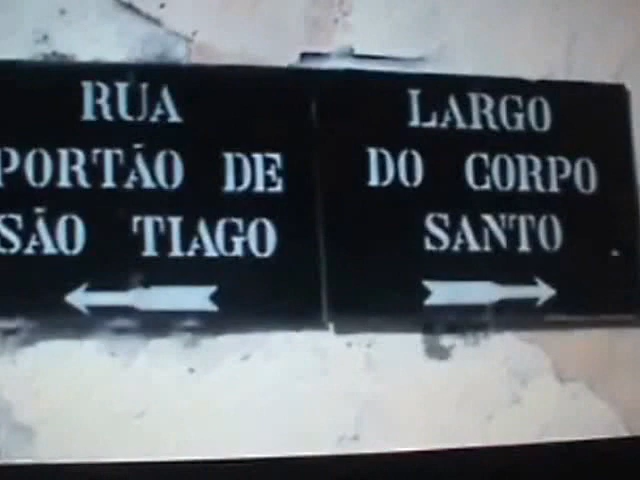 RUA
PORTÃO DE
SÃO TIAGO
LARGO
DO CORPO
SANTO